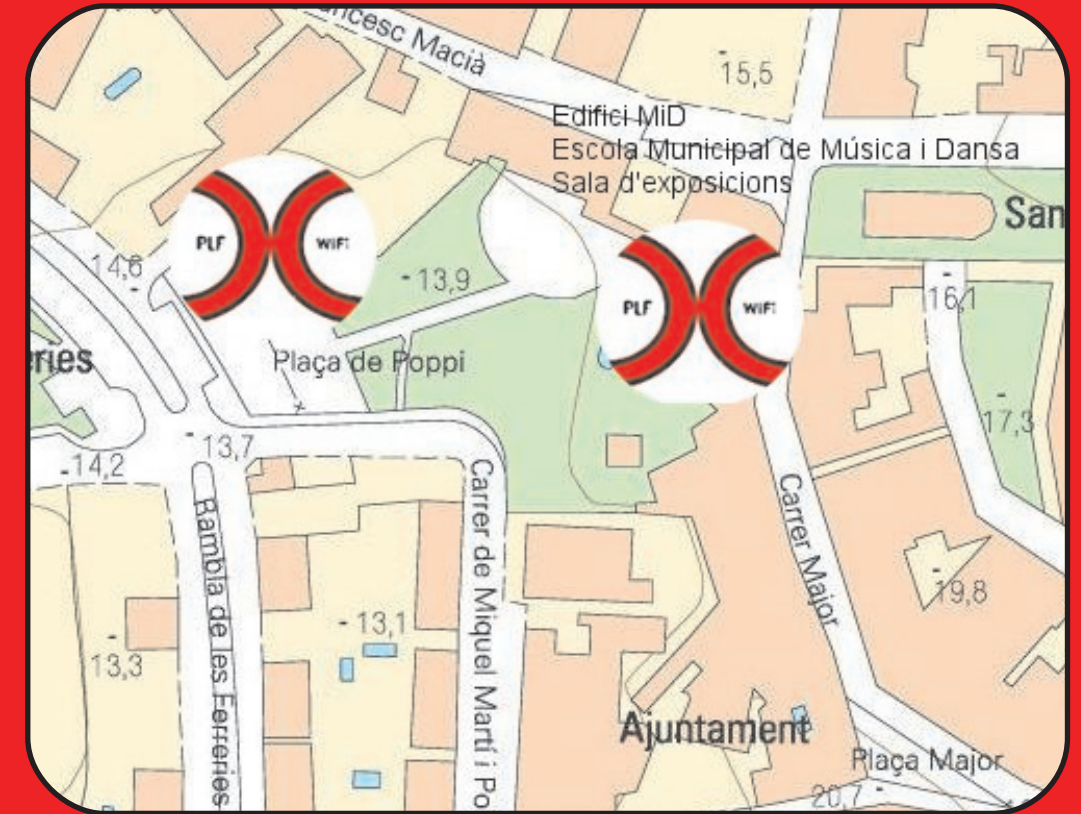 Macià
15,5
Edifici MiD
Escola Municipal de Música i Dansa
Sala d'exposicions
San
PLF WiFi
14,6
13,9
PLF WiFi
16,1
Plaça de Poppi
17,3
13,7
14,2
Carrer de Miquel Martí i Po
Rambla de les Ferreries
Carrer Major
19,8
13,1
13,3
Ajuntament
Plaça Major
20,7